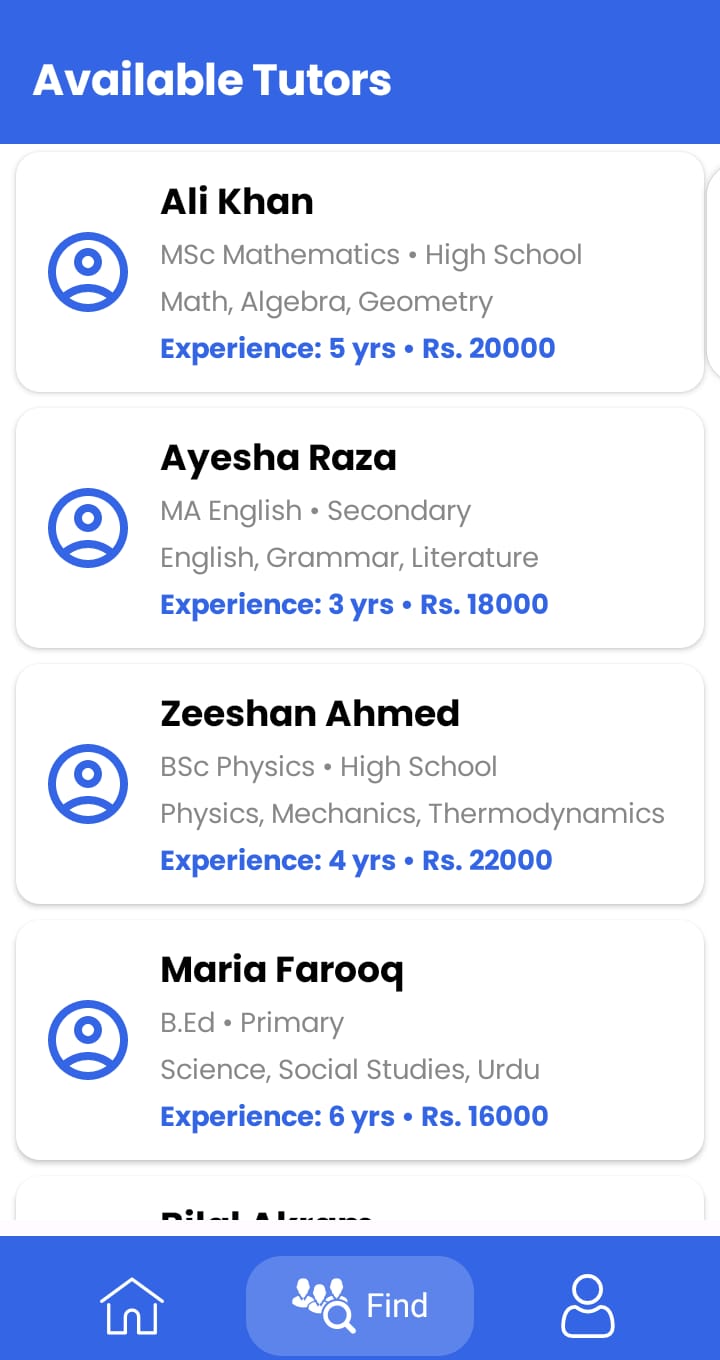 Available Tutors
Ali Khan
MSc Mathematics • High School
Math, Algebra, Geometry
Experience: 5 yrs • Rs. 20000
Ayesha Raza
MA English • Secondary
English, Grammar, Literature
Experience: 3 yrs • Rs. 18000
Zeeshan Ahmed
BSc Physics • High School
Physics, Mechanics, Thermodynamics
Experience: 4 yrs • Rs. 22000
Maria Farooq
B.Ed • Primary
Science, Social Studies, Urdu
Experience: 6 yrs • Rs. 16000
Bilal Akram
Find